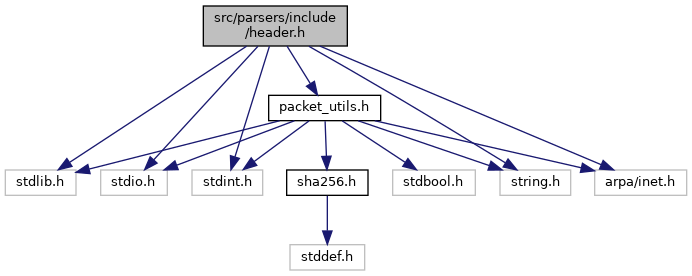 src/parsers/include
/header.h
packet_utils.h
stdlib.h
stdio.h
stdint.h
sha256.h
stdbool.h
string.h
arpa/inet.h
stddef.h